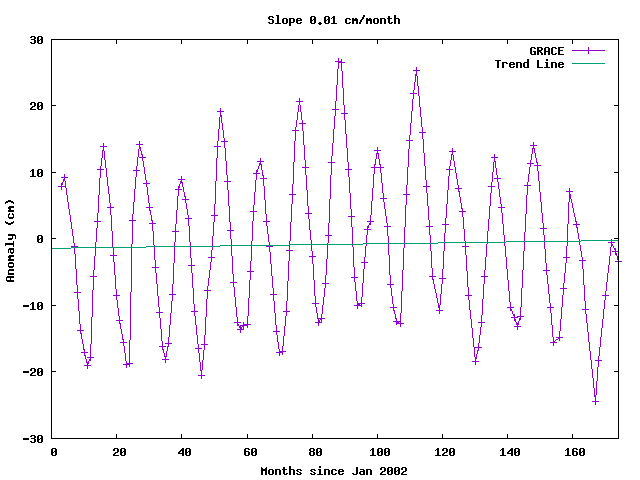 Slope 0.01 cm/month
GRACE
Trend Line
30
20
10
0
-10
-20
-30
Anomaly (cm)
0 20 40 60 80 100 120 140 160
Months since Jan 2002